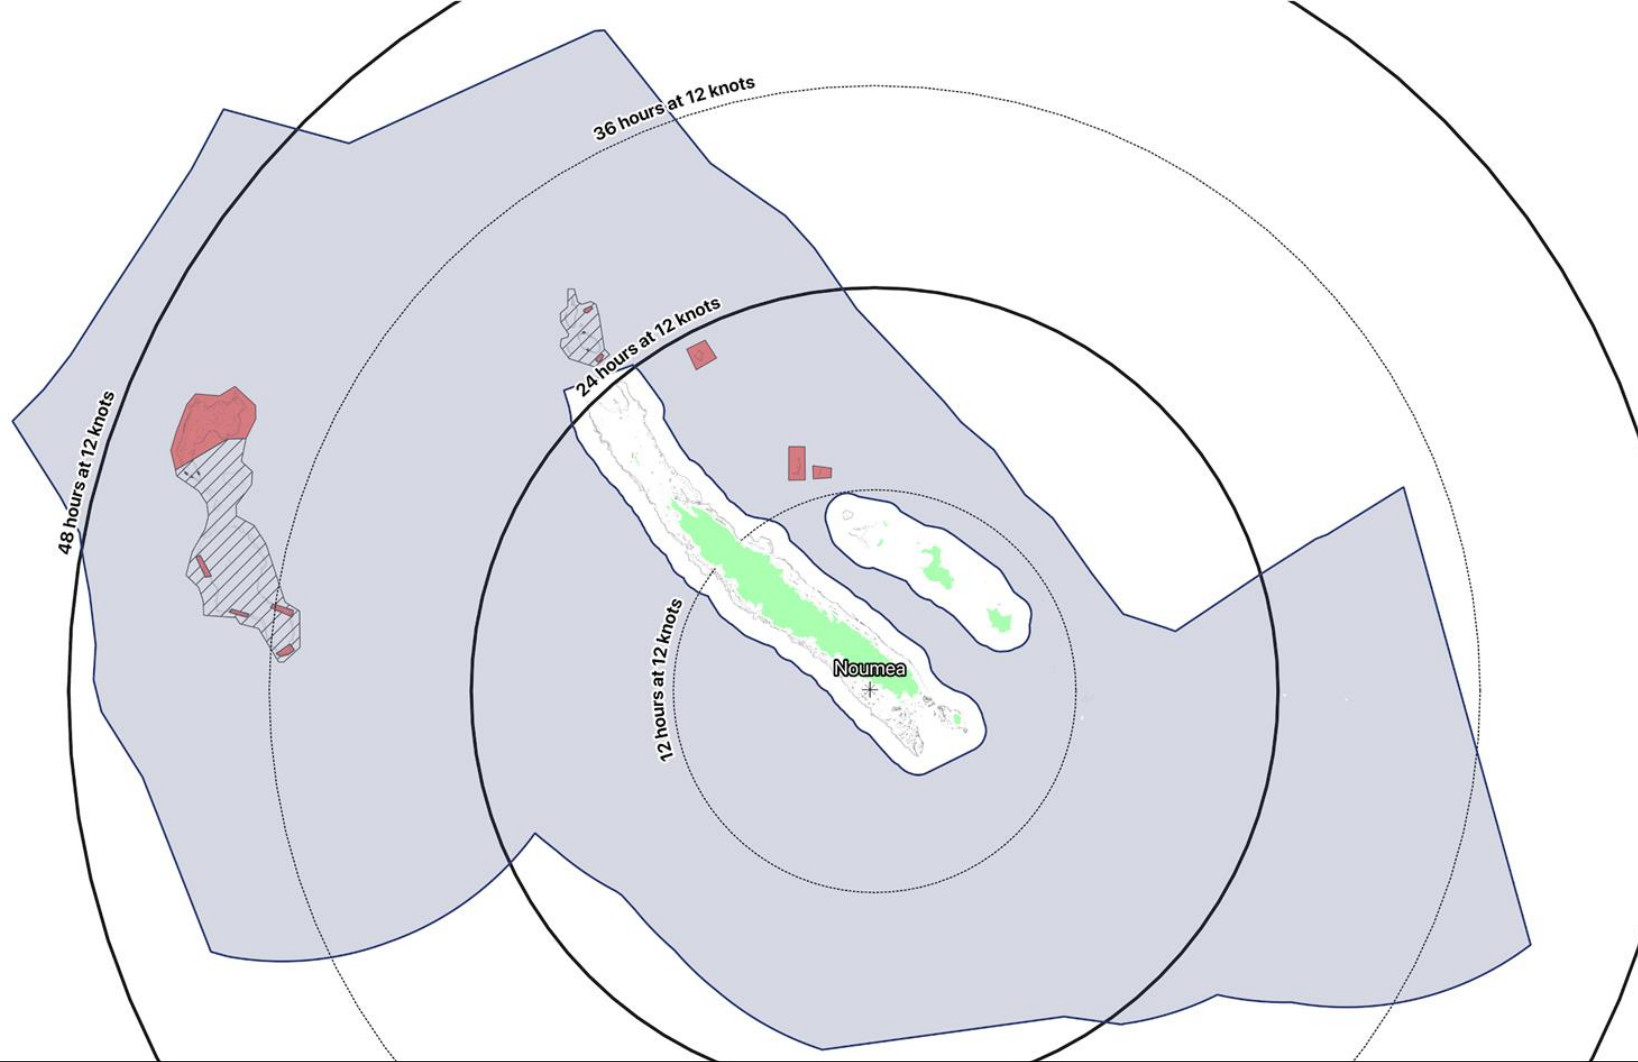 36 hours at 12 knots
24 hours at 12 knots
48 hours at 12 knots
12 hours at 12 knots
Noumea